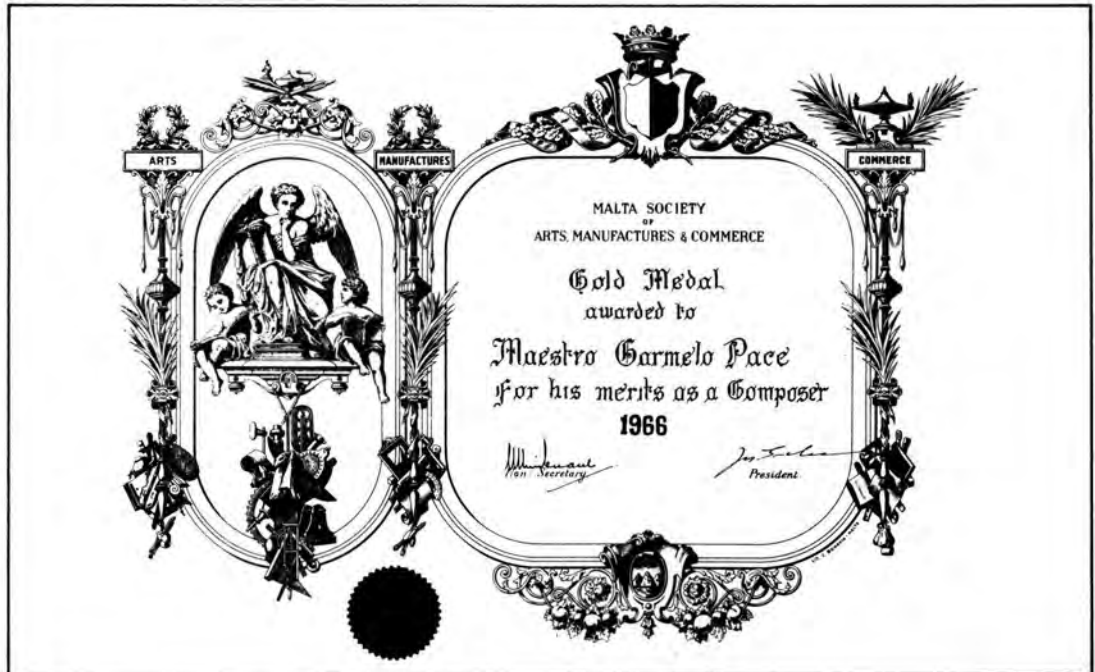 ARTS
MANUFACTURES
COMMERCE
MALTA SOCIETY
OF
ARTS, MANUFACTURES & COMMERCE
Gold Medal
awarded to
Maestro Carmelo Pace
For his merits as a Composer
1966
Hon. Secretary
President